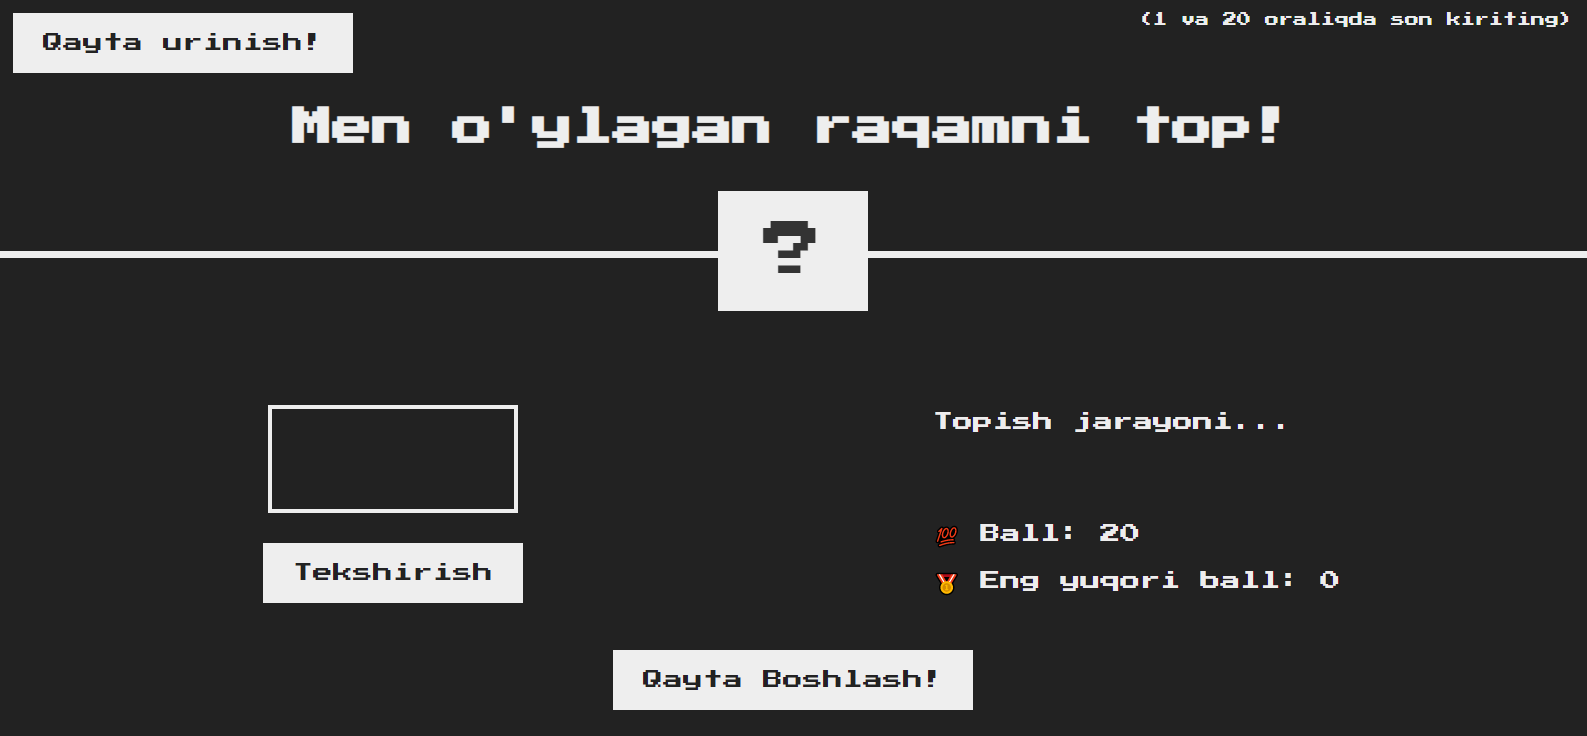 Qayta urinish!
(1 va 20 oraliqda son kiriting)
Men o'ylagan raqamni top!
?
Topish jarayoni...
💯 Ball: 20
Tekshirish
🥇 Eng yuqori ball: 0
Qayta Boshlash!